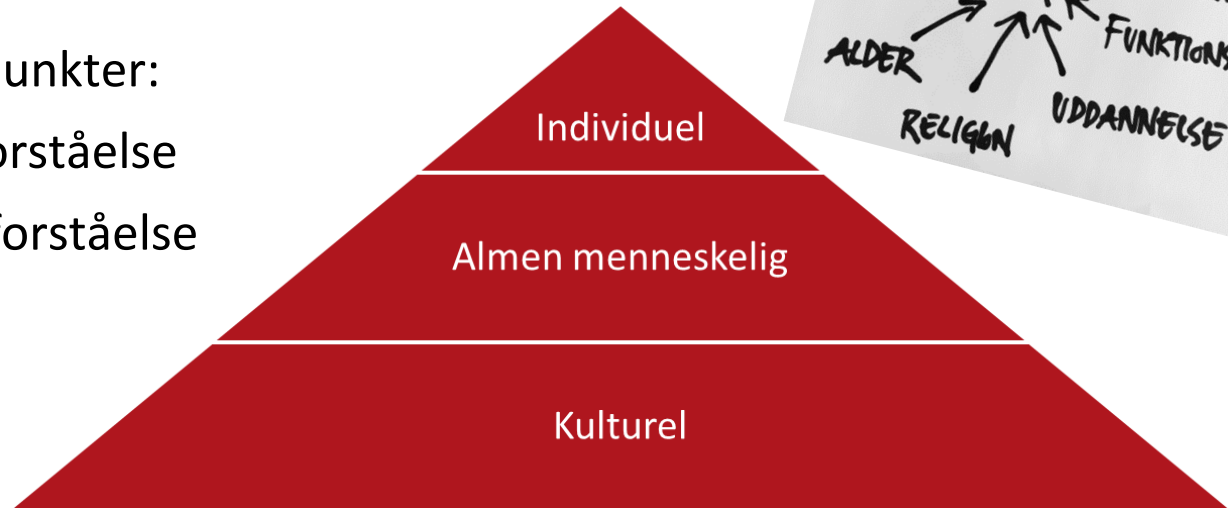 unkter:
orståelse
forståelse
Individuel
Almen menneskelig
Kulturel
ALDER
RELIGION
UDDANNELSE
FUNKTIONS